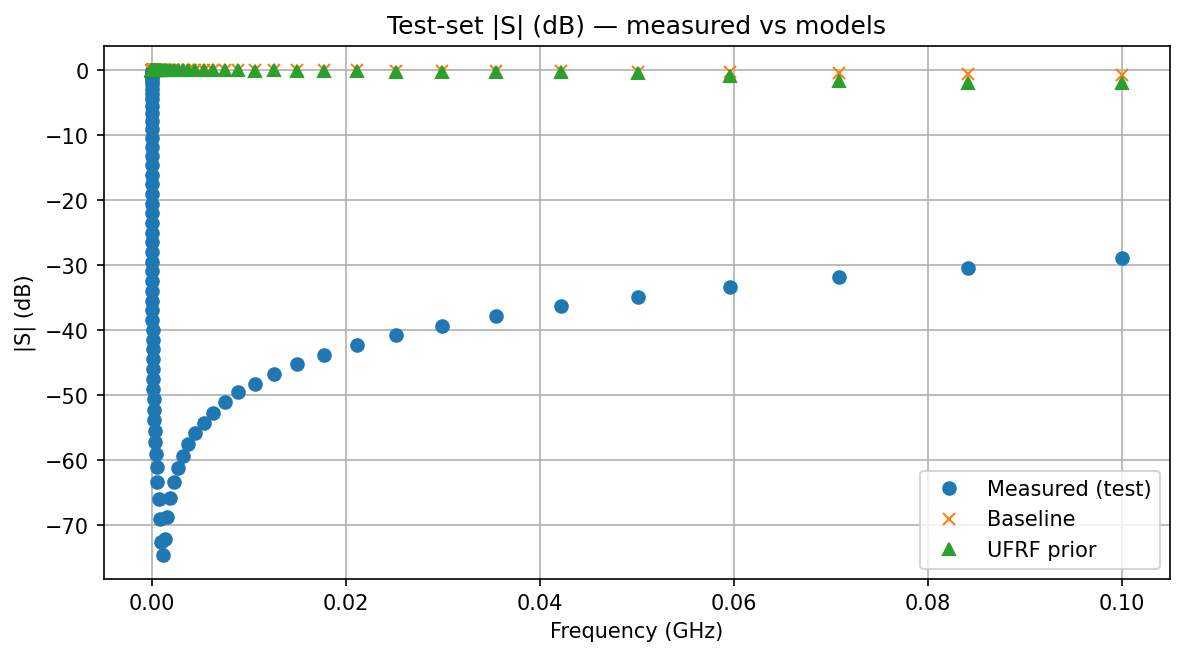 Test-set |S| (dB) — measured vs models
|S| (dB)
0
−10
−20
−30
−40
−50
−60
−70
0.00 0.02 0.04 0.06 0.08 0.10
Frequency (GHz)
Measured (test)
Baseline
UFRF prior